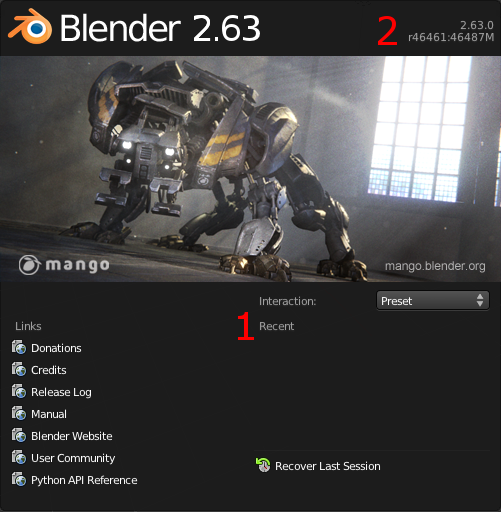 Blender 2.63
2
2.63.0
r46461:46487M
mango
mango.blender.org
Interaction:
Preset
1
Recent
Links
Donations
Credits
Release Log
Manual
Blender Website
User Community
Python API Reference
Recover Last Session